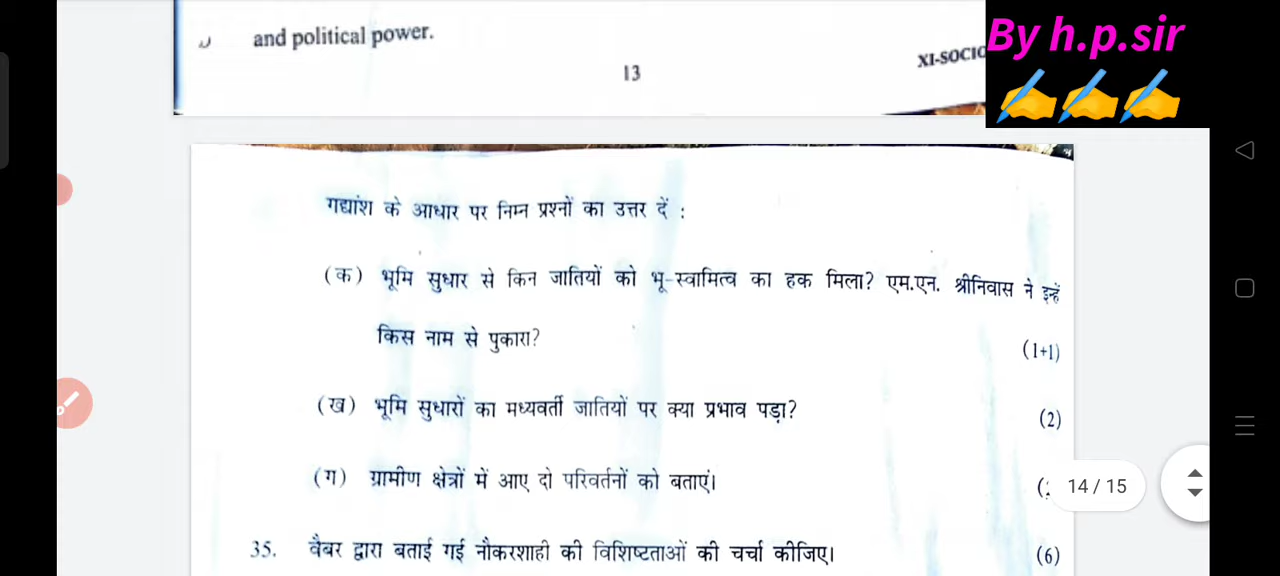 By h.p.sir
and political power.
13
XI-SOCIO
गद्यांश के आधार पर निम्न प्रश्नों का उत्तर दें :
(क) भूमि सुधार से किन जातियों को भू-स्वामित्व का हक मिला? एम.एन. श्रीनिवास ने इन्हें
किस नाम से पुकारा?
(1+1)
(ख) भूमि सुधारों का मध्यवर्ती जातियों पर क्या प्रभाव पड़ा? (2)
(ग) ग्रामीण क्षेत्रों में आए दो परिवर्तनों को बताएं।
14 / 15
35. वैबर द्वारा बताई गई नौकरशाही की विशिष्टताओं की चर्चा कीजिए। (6)